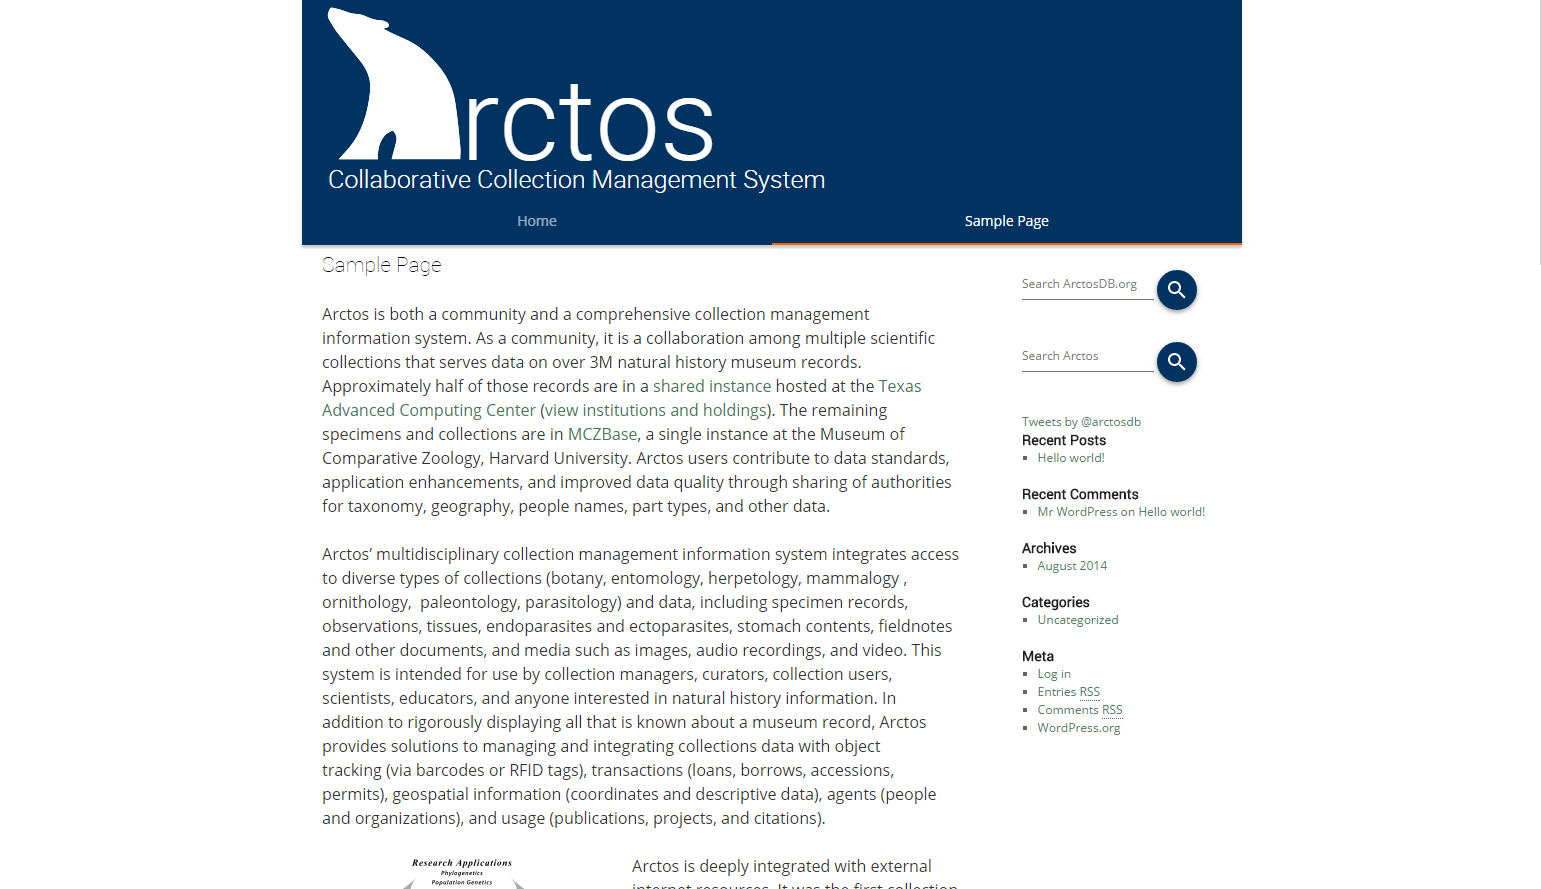 rctos
Collaborative Collection Management System
Home
Sample Page
Sample Page
Arctos is both a community and a comprehensive collection management
information system. As a community, it is a collaboration among multiple scientific
collections that serves data on over 3M natural history museum records.
Approximately half of those records are in a shared instance hosted at the Texas
Advanced Computing Center (view institutions and holdings). The remaining
specimens and collections are in MCZBase, a single instance at the Museum of
Comparative Zoology, Harvard University. Arctos users contribute to data standards,
application enhancements, and improved data quality through sharing of authorities
for taxonomy, geography, people names, part types, and other data.
Arctos’ multidisciplinary collection management information system integrates access
to diverse types of collections (botany, entomology, herpetology, mammalogy ,
ornithology,  paleontology, parasitology) and data, including specimen records,
observations, tissues, endoparasites and ectoparasites, stomach contents, fieldnotes
and other documents, and media such as images, audio recordings, and video. This
system is intended for use by collection managers, curators, collection users,
scientists, educators, and anyone interested in natural history information. In
addition to rigorously displaying all that is known about a museum record, Arctos
provides solutions to managing and integrating collections data with object
tracking (via barcodes or RFID tags), transactions (loans, borrows, accessions,
permits), geospatial information (coordinates and descriptive data), agents (people
and organizations), and usage (publications, projects, and citations).
Research Applications
Phylogenetics
Population Genetics
Arctos is deeply integrated with external
internet resources. It was the first collection
Search ArctosDB.org
Search Arctos
Tweets by @arctosdb
Recent Posts
Hello world!
Recent Comments
Mr WordPress on Hello world!
Archives
August 2014
Categories
Uncategorized
Meta
Log in
Entries RSS
Comments RSS
WordPress.org